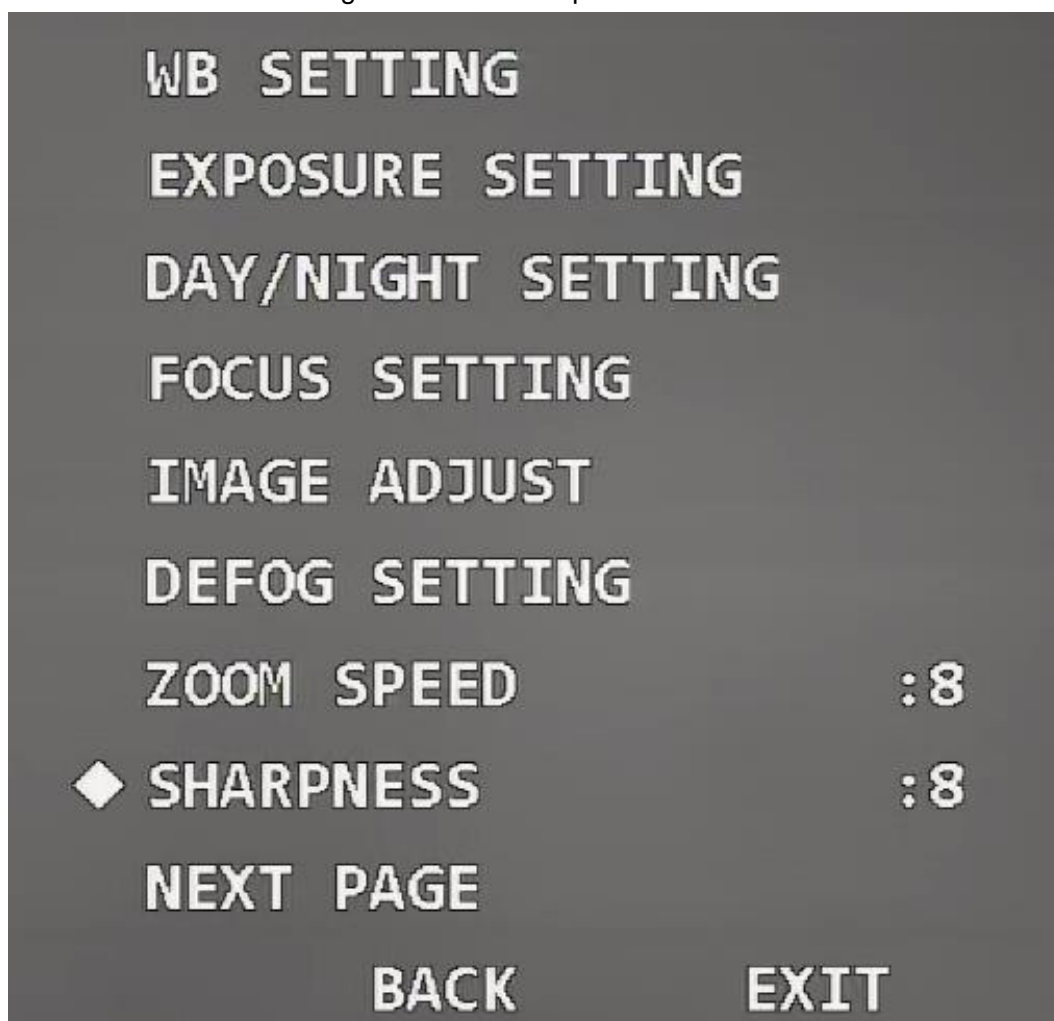 WB SETTING
EXPOSURE SETTING
DAY/NIGHT SETTING
FOCUS SETTING
IMAGE ADJUST
DEFOG SETTING
ZOOM SPEED :8
SHARPNESS :8
NEXT PAGE
BACK EXIT